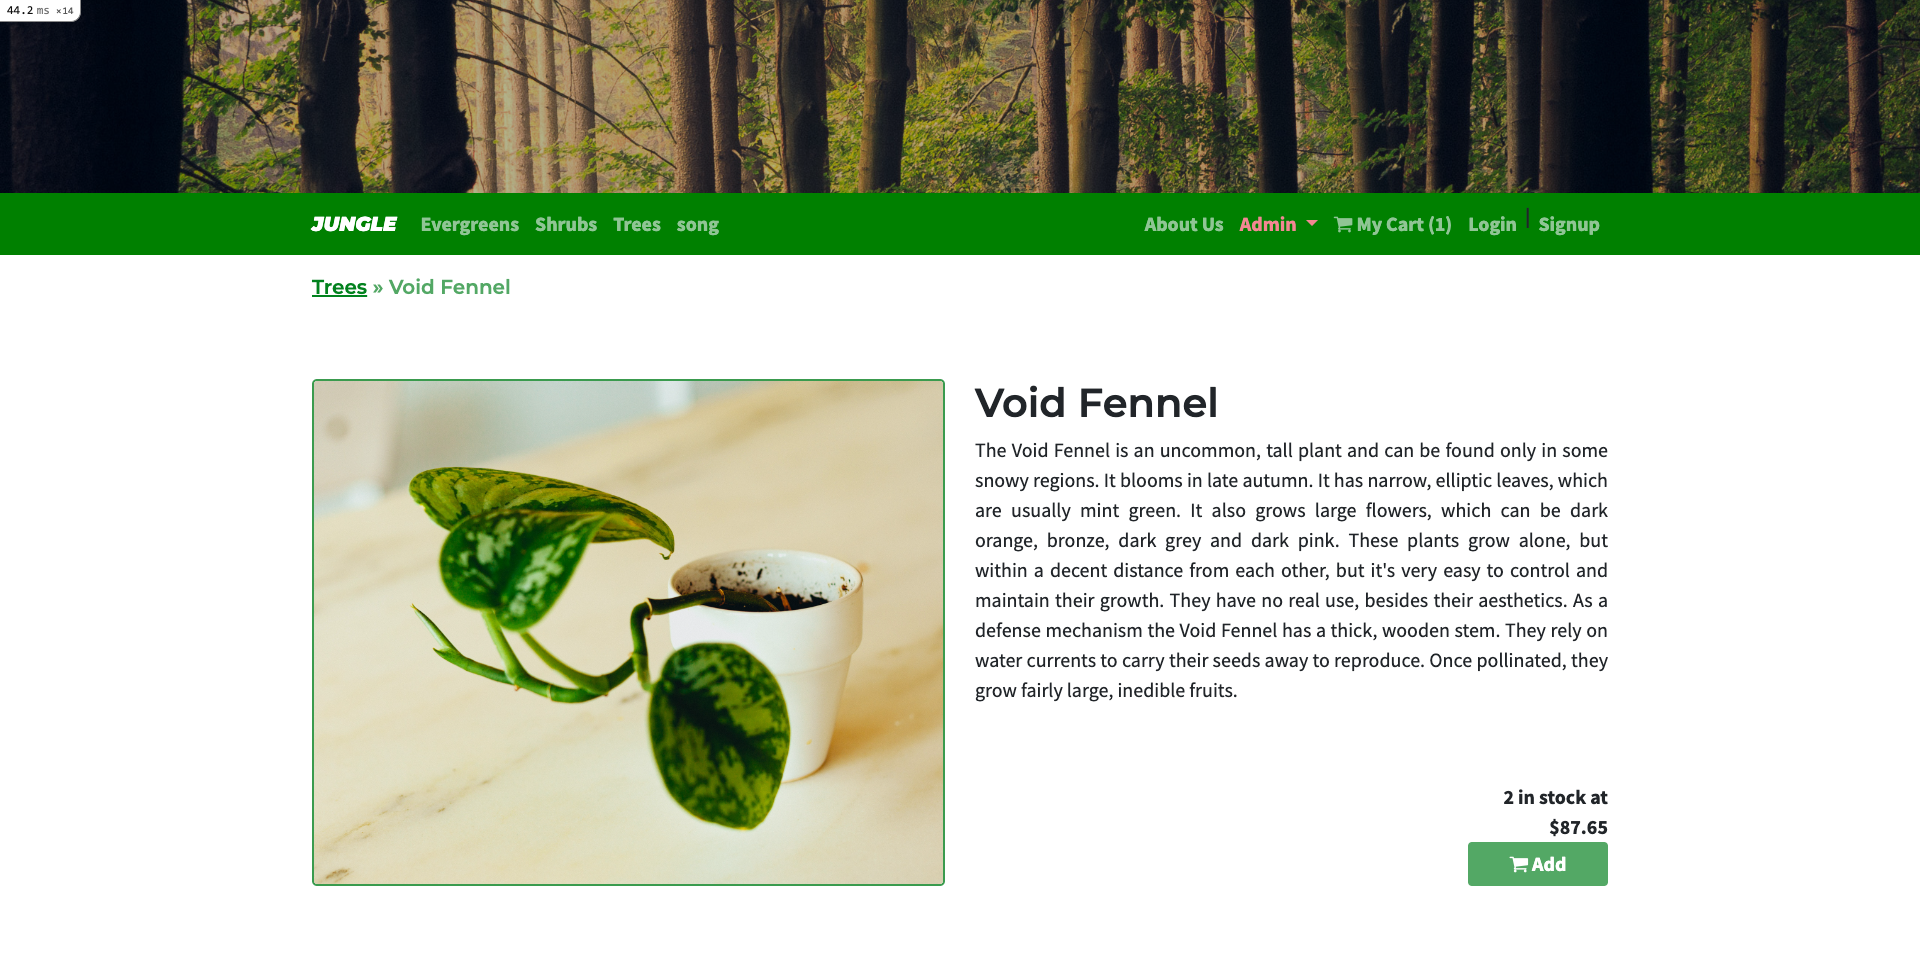 44.2 ms ×14
JUNGLE Evergreens Shrubs Trees song About Us Admin My Cart (1) Login Signup
Trees » Void Fennel
Void Fennel
The Void Fennel is an uncommon, tall plant and can be found only in some
snowy regions. It blooms in late autumn. It has narrow, elliptic leaves, which
are usually mint green. It also grows large flowers, which can be dark
orange, bronze, dark grey and dark pink. These plants grow alone, but
within a decent distance from each other, but it's very easy to control and
maintain their growth. They have no real use, besides their aesthetics. As a
defense mechanism the Void Fennel has a thick, wooden stem. They rely on
water currents to carry their seeds away to reproduce. Once pollinated, they
grow fairly large, inedible fruits.
2 in stock at
$87.65
Add